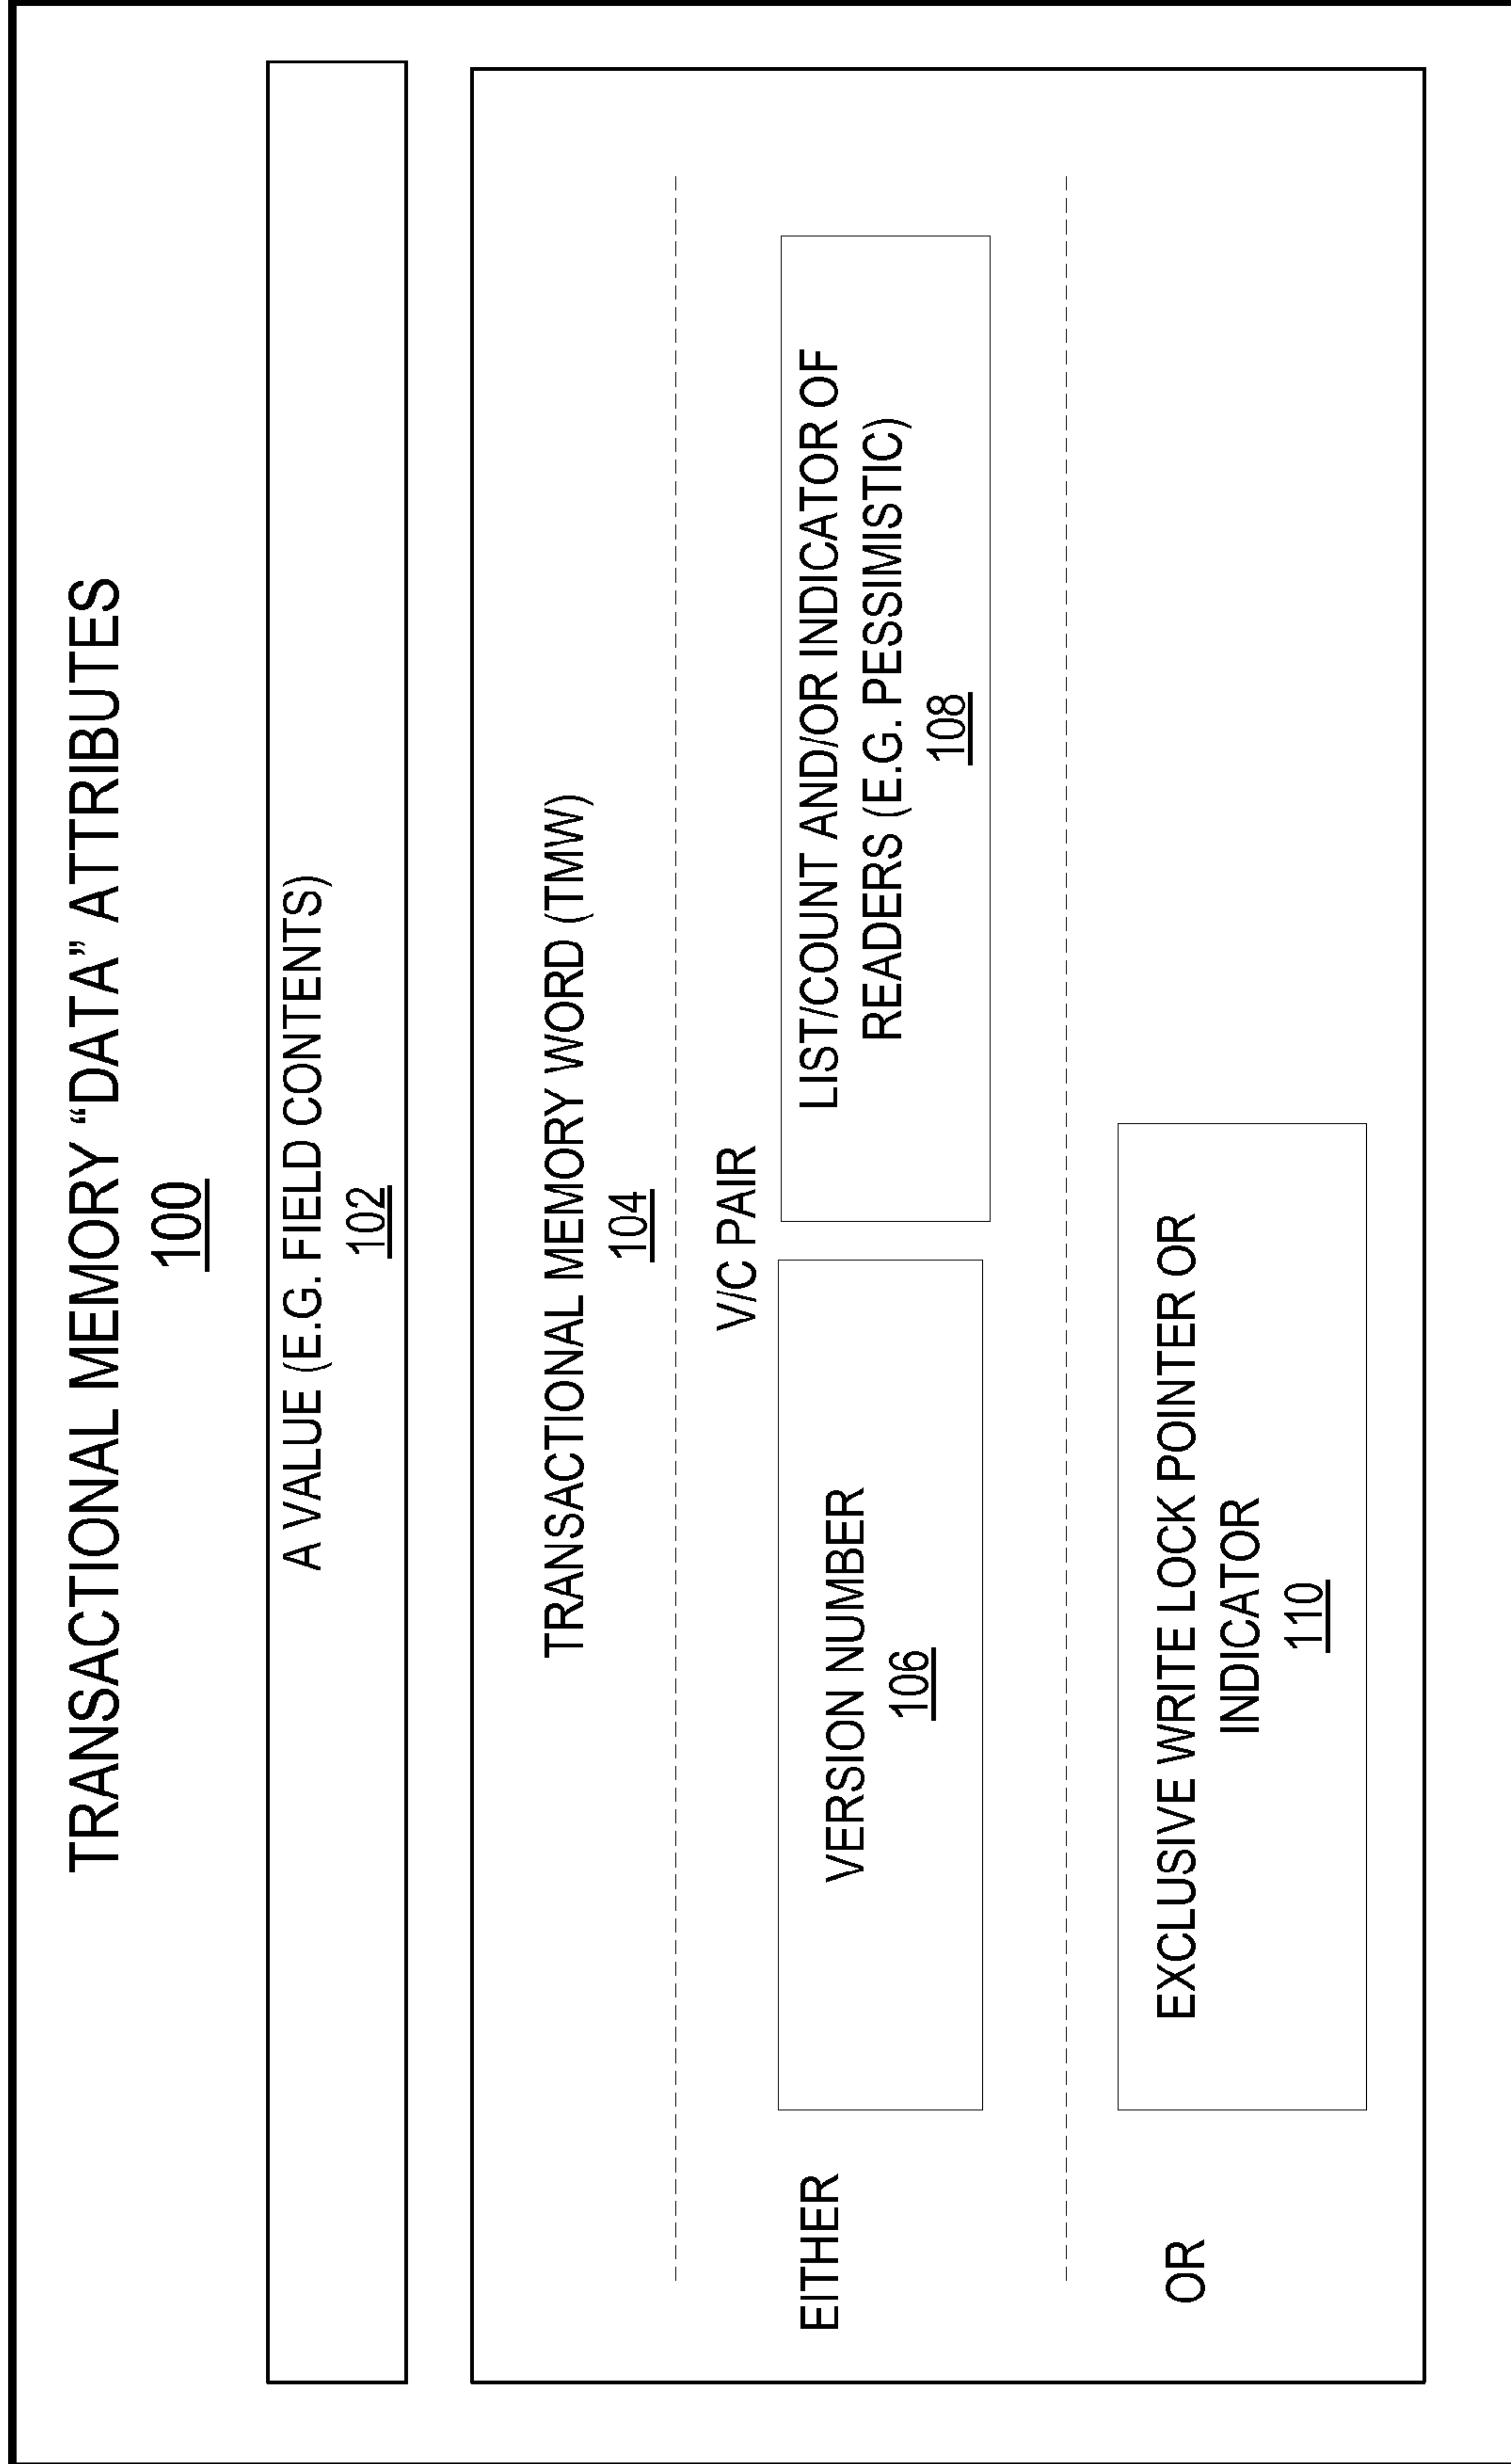 TRANSACTIONAL MEMORY “DATA” ATTRIBUTES
100
A VALUE (E.G. FIELD CONTENTS)
102
TRANSACTIONAL MEMORY WORD (TMW)
104
V/C PAIR
EITHER
VERSION NUMBER
106
LIST/COUNT AND/OR INDICATOR OF
READERS (E.G. PESSIMISTIC)
108
OR
EXCLUSIVE WRITE LOCK POINTER OR
INDICATOR
110